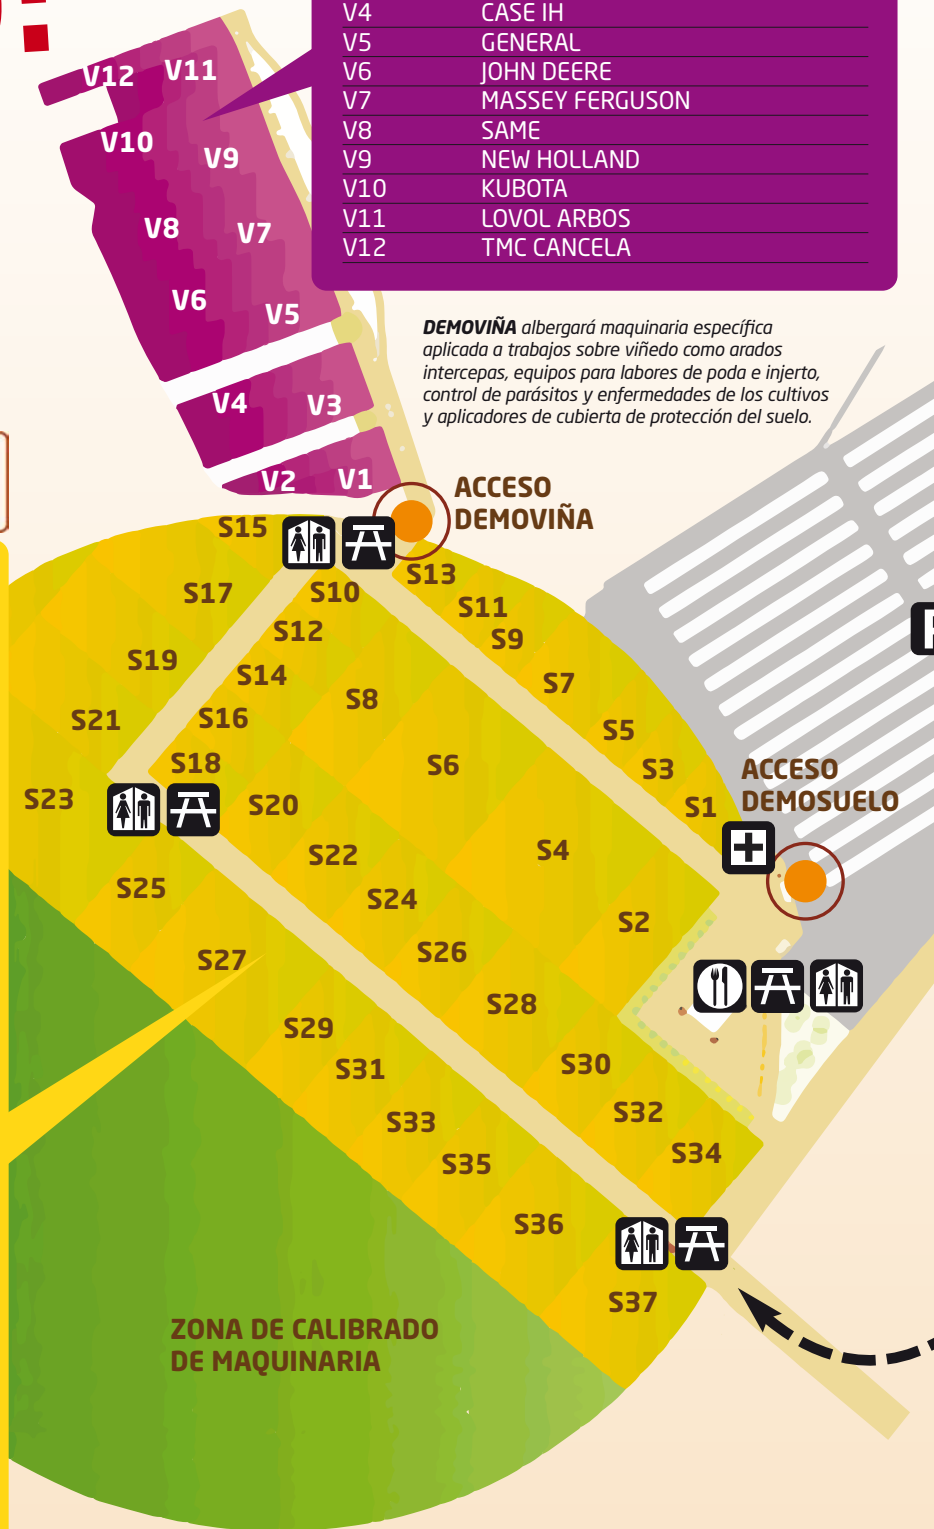 V4 CASE IH
V5 GENERAL
V6 JOHN DEERE
V7 MASSEY FERGUSON
V8 SAME
V9 NEW HOLLAND
V10 KUBOTA
V11 LOVOL ARBOS
V12 TMC CANCELA
V12 V11
V10 V9
V8 V7
V6 V5
V4 V3
V2 V1
DEMOVIÑA albergará maquinaria específica
aplicada a trabajos sobre viñedo como arados
intercepas, equipos para labores de poda e injerto,
control de parásitos y enfermedades de los cultivos
y aplicadores de cubierta de protección del suelo.
ACCESO
DEMOVIÑA
S15
S13
S17 S10 S11
S12 S9
S19 S14 S7
S8
S21 S16 S5
S18 S6 S3
ACCESO
DEMOSUELO
S23 S20 S1
S22 S4
S25 S24 S2
S27 S26
S29 S28
S31 S30
S33 S32
S35 S34
S36
S37
ZONA DE CALIBRADO
DE MAQUINARIA